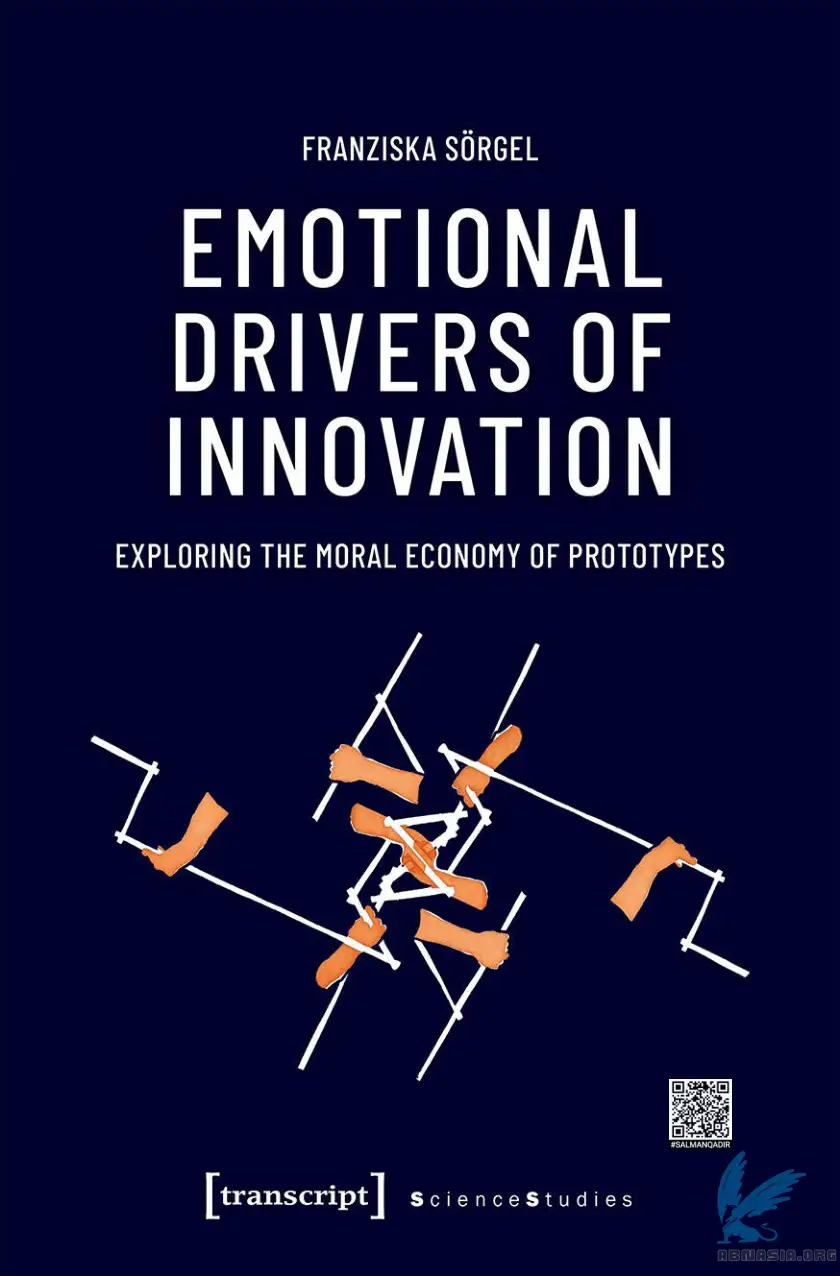 FRANZISKA SÖRGEL
EMOTIONAL
DRIVERS OF
INNOVATION
EXPLORING THE MORAL ECONOMY OF PROTOTYPES
#SALMANQADIR
[transcript] ScienceStudies
ABNASIA.ORG